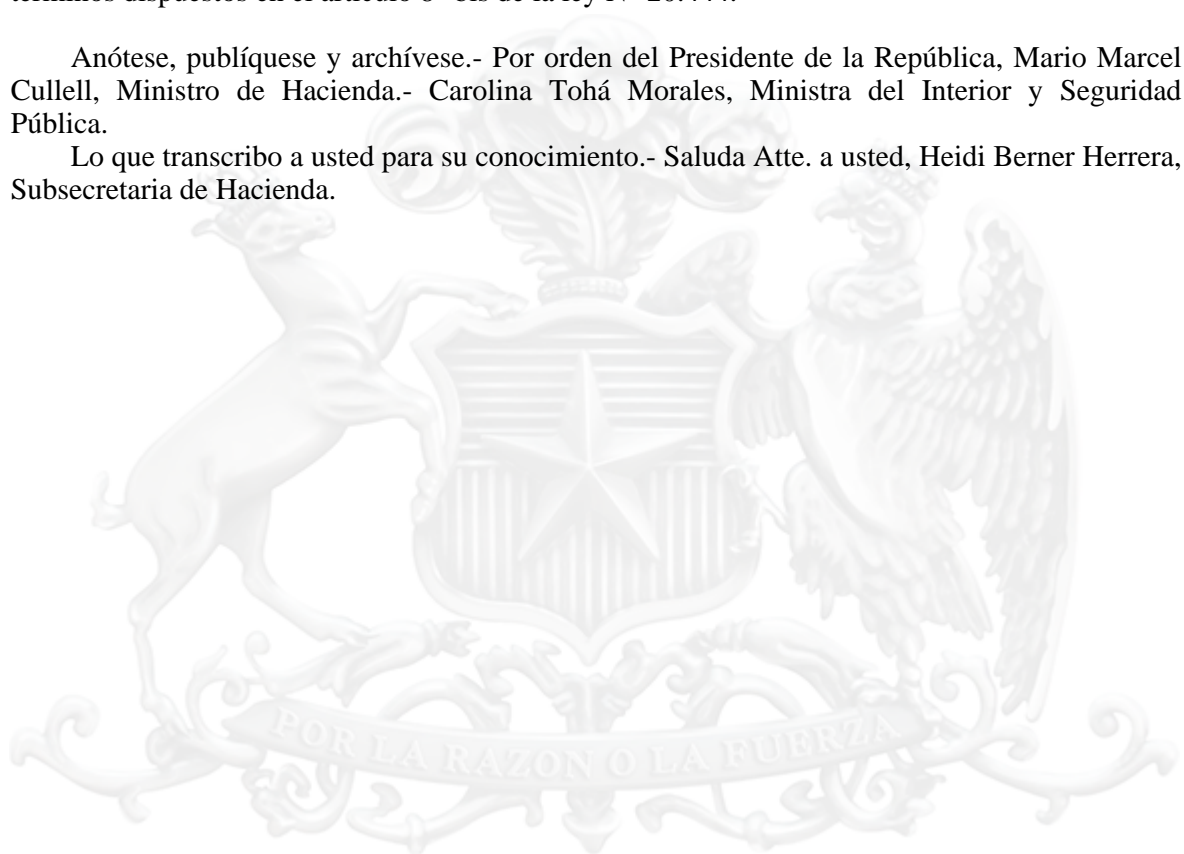 Anótese, publíquese y archívese.- Por orden del Presidente de la República, Mario Marcel
Cullell, Ministro de Hacienda.- Carolina Tohá Morales, Ministra del Interior y Seguridad
Pública.
Lo que transcribo a usted para su conocimiento.- Saluda Atte. a usted, Heidi Berner Herrera,
Subsecretaria de Hacienda.
POR LA RAZON O LA FUERZA